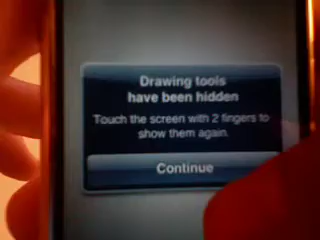 Drawing tools
have been hidden
Touch the screen with 2 fingers to
show them again.
Continue